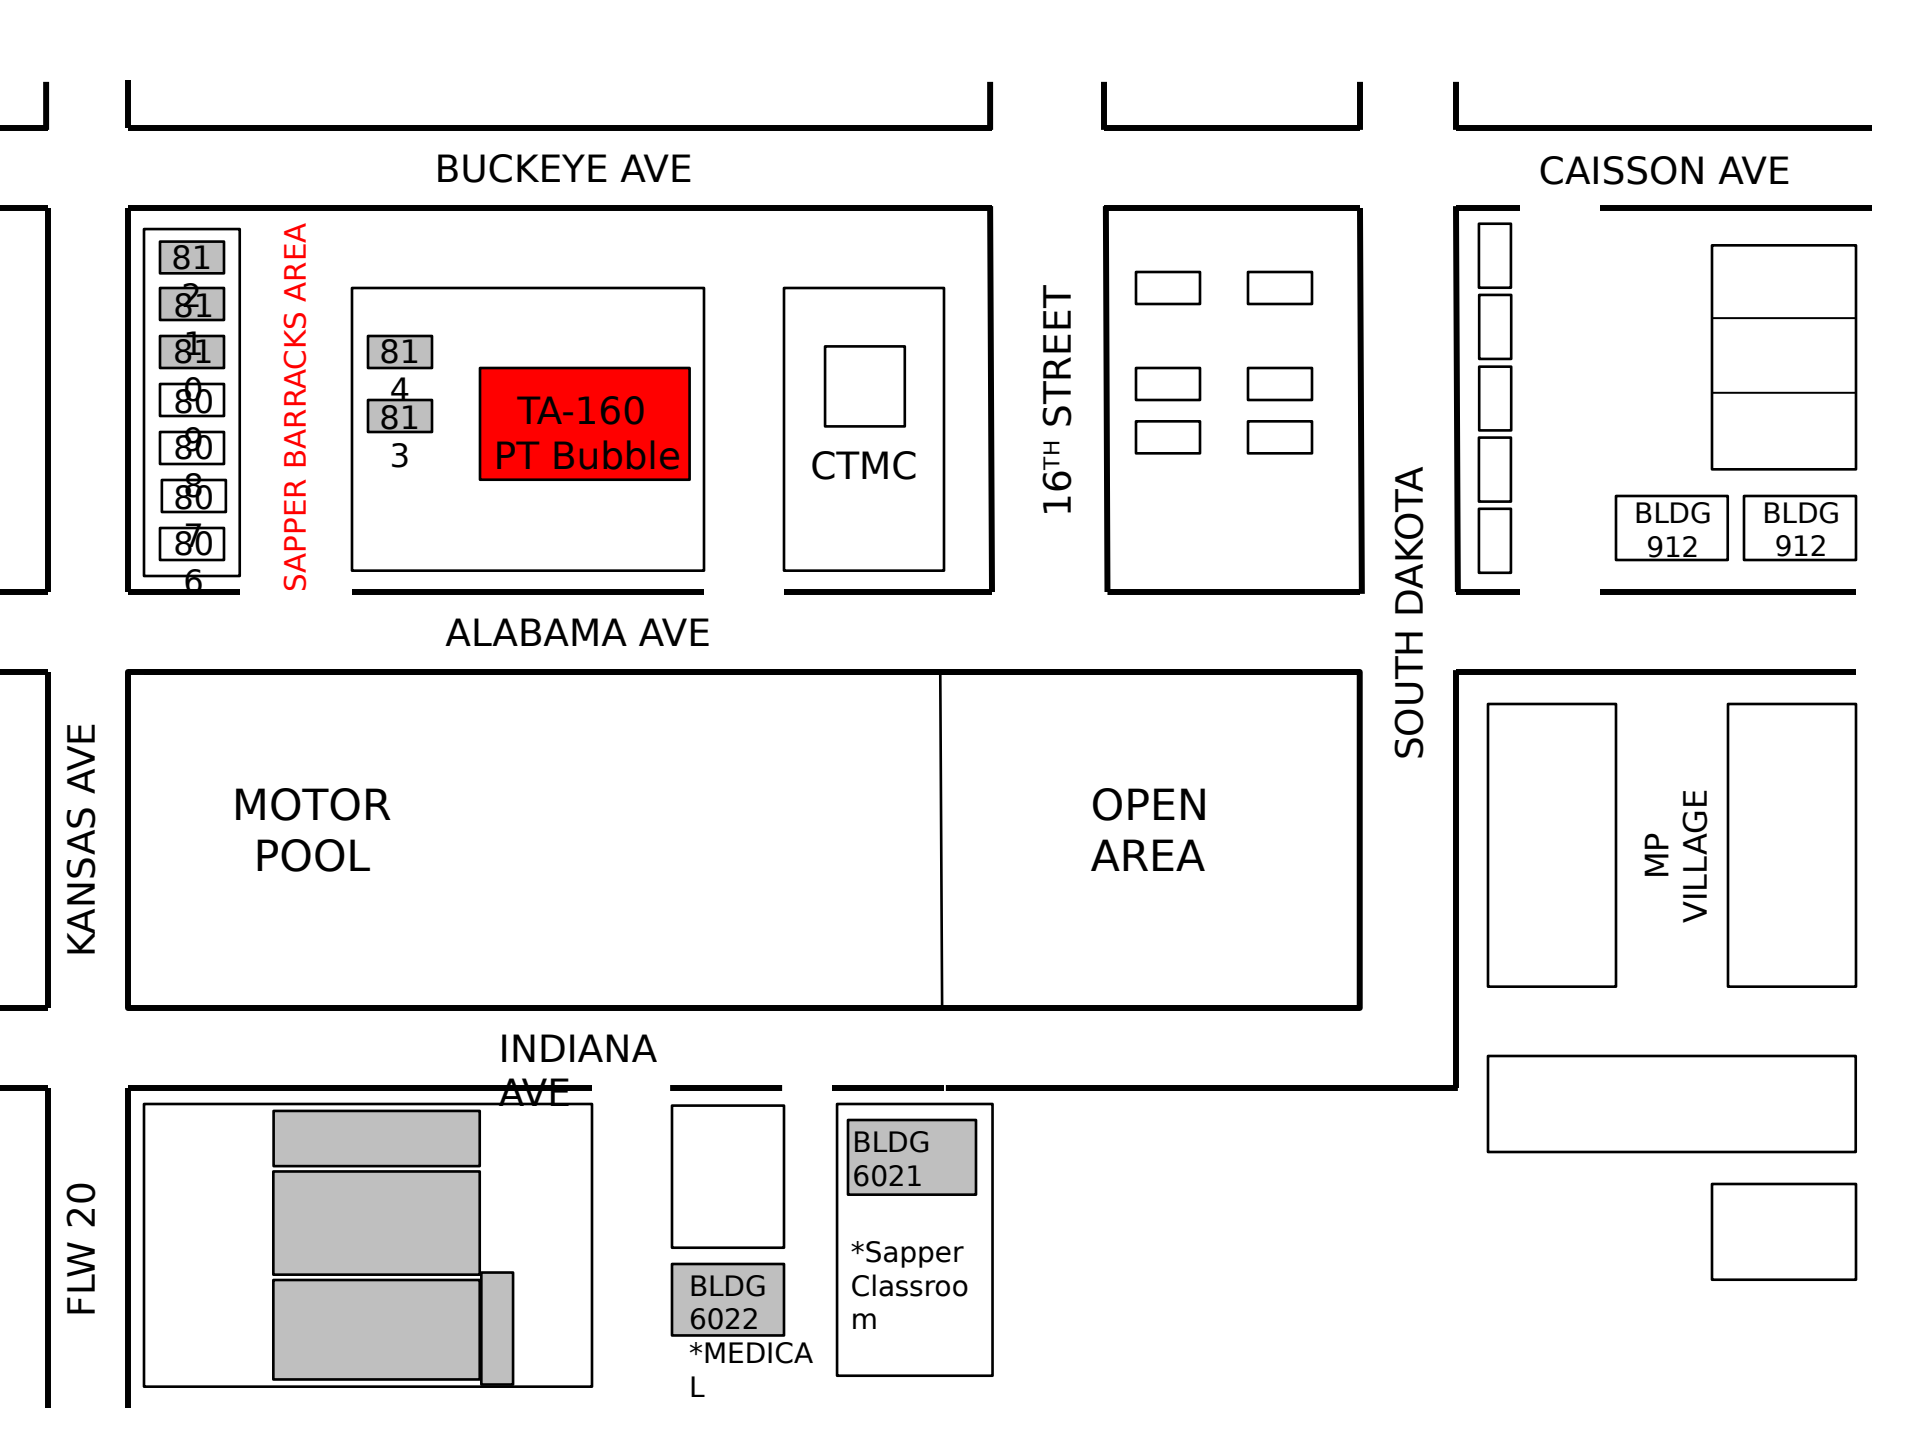 BUCKEYE AVE
CAISSON AVE
81
2
81
1
81
0
80
9
80
8
80
7
80
6
SAPPER BARRACKS AREA
81
4
81
3
TA-160
PT Bubble
CTMC
16TH STREET
SOUTH DAKOTA
BLDG
912
BLDG
912
ALABAMA AVE
KANSAS AVE
MOTOR
POOL
OPEN
AREA
MP
VILLAGE
INDIANA
AVE
FLW 20
BLDG
6022
*MEDICA
L
BLDG
6021
*Sapper
Classroo
m